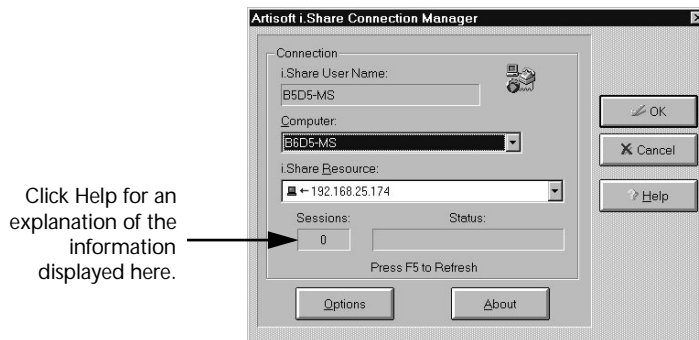 Artisoft i.Share Connection Manager
Connection
i.Share User Name:
B5D5-MS
Computer:
B6D5-MS
i.Share Resource:
192.168.25.174
Sessions:
Status:
0
Press F5 to Refresh
Options
About
OK
Cancel
Help
Click Help for an
explanation of the
information
displayed here.